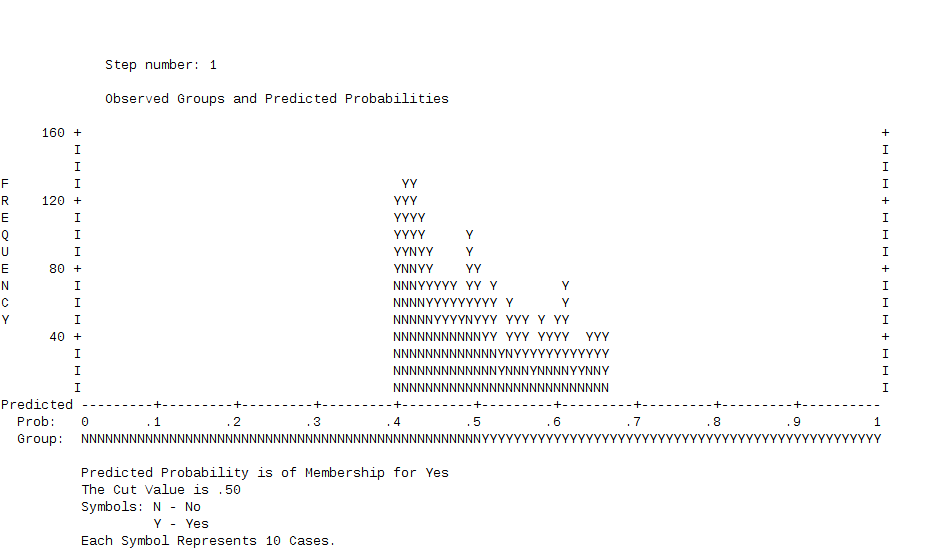 Step number: 1
Observed Groups and Predicted Probabilities
     160 +                                                                                                    +
         I                                                                                                    I
         I                                                                                                    I
F        I                                        YY                                                          I
R    120 +                                       YYY                                                          +
E        I                                       YYYY                                                         I
Q        I                                       YYYY     Y                                                   I
U        I                                       YYNYY    Y                                                   I
E     80 +                                       YNNYY    YY                                                  +
N        I                                       NNNYYYYY YY Y        Y                                       I
C        I                                       NNNNYYYYYYYYY Y      Y                                       I
Y        I                                       NNNNNYYYYNYYY YYY Y YY                                       I
      40 +                                       NNNNNNNNNNNYY YYY YYYY  YYY                                  +
         I                                       NNNNNNNNNNNNNYNYYYYYYYYYYYY                                  I
         I                                       NNNNNNNNNNNNNYNNNYNNNNYYNNY                                  I
         I                                       NNNNNNNNNNNNNNNNNNNNNNNNNNN                                  I
Predicted ---------+---------+---------+---------+---------+---------+---------+---------+---------+----------
  Prob:   0       .1        .2        .3        .4        .5        .6        .7        .8        .9         1
  Group:  NNNNNNNNNNNNNNNNNNNNNNNNNNNNNNNNNNNNNNNNNNNNNNNNNNYYYYYYYYYYYYYYYYYYYYYYYYYYYYYYYYYYYYYYYYYYYYYYYYYY
Predicted Probability is of Membership for Yes
The Cut Value is .50
Symbols: N - No
Y - Yes
Each Symbol Represents 10 Cases.